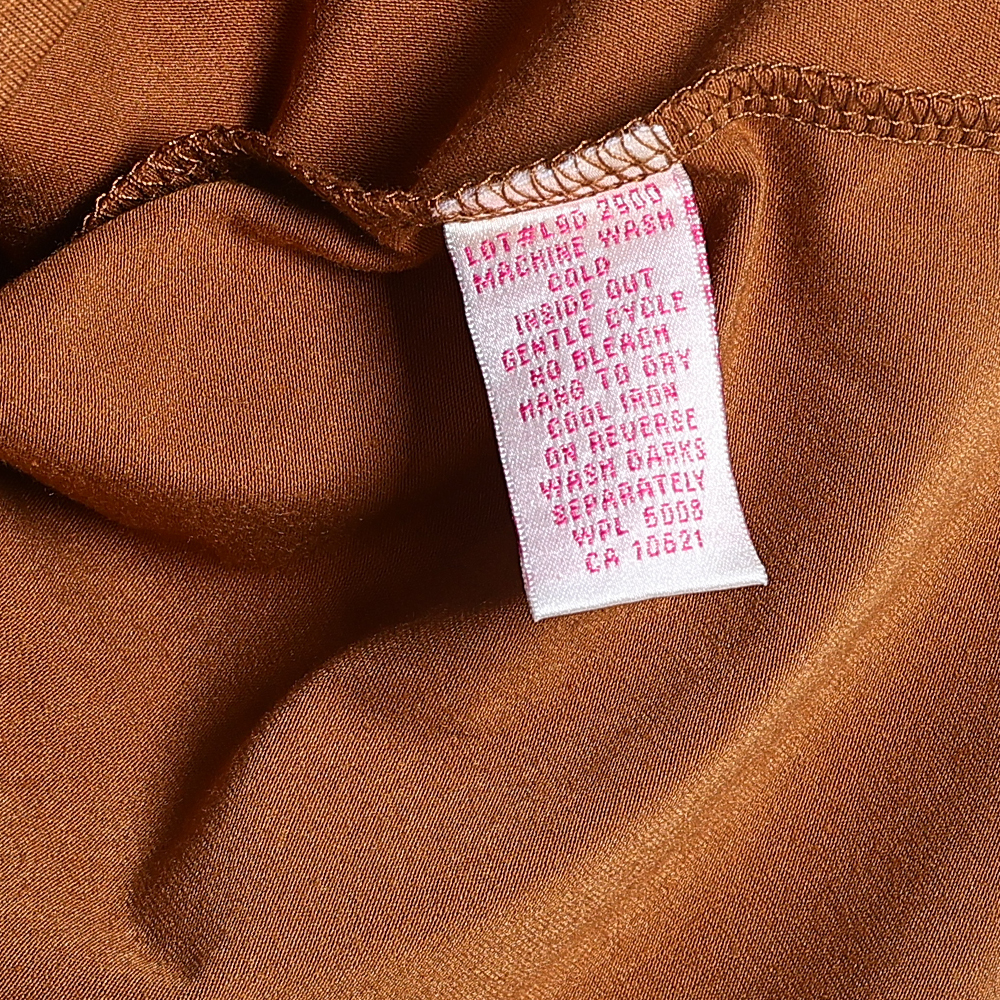 LOT#LSD 2900
MACHINE WASH
COLD
INSIDE OUT
GENTLE CYCLE
NO BLEACH
HANG TO DRY
COOL IRON
ON REVERSE
WASH DARKS
SEPARATELY
WPL 5008
CA 10621